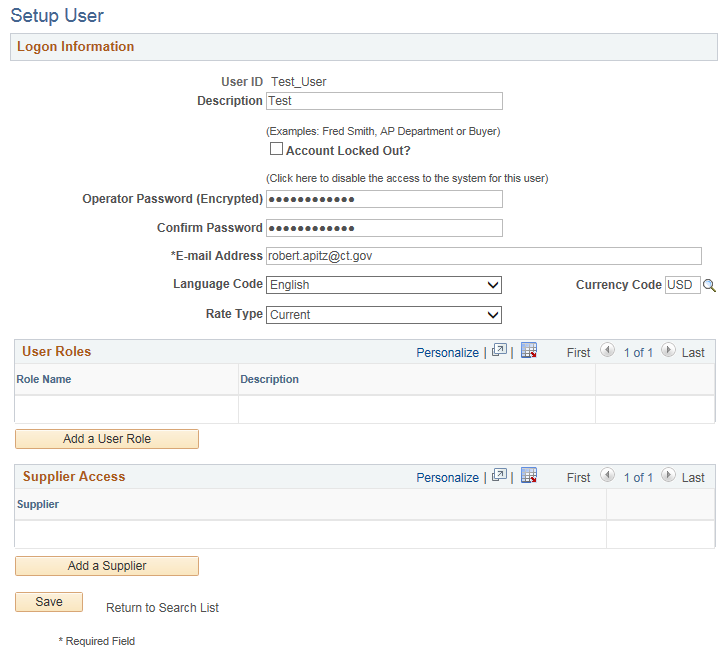 Setup User
Logon Information
User ID Test_User
Description Test
(Examples: Fred Smith, AP Department or Buyer)
Account Locked Out?
(Click here to disable the access to the system for this user)
Operator Password (Encrypted) ●●●●●●●●●●●●
Confirm Password ●●●●●●●●●●●●
*E-mail Address robert.apitz@ct.gov
Language Code English Currency Code USD
Rate Type Current
User Roles Personalize | | First 1 of 1 Last
Role Name Description
Add a User Role
Supplier Access Personalize | | First 1 of 1 Last
Supplier
Add a Supplier
Save Return to Search List
* Required Field